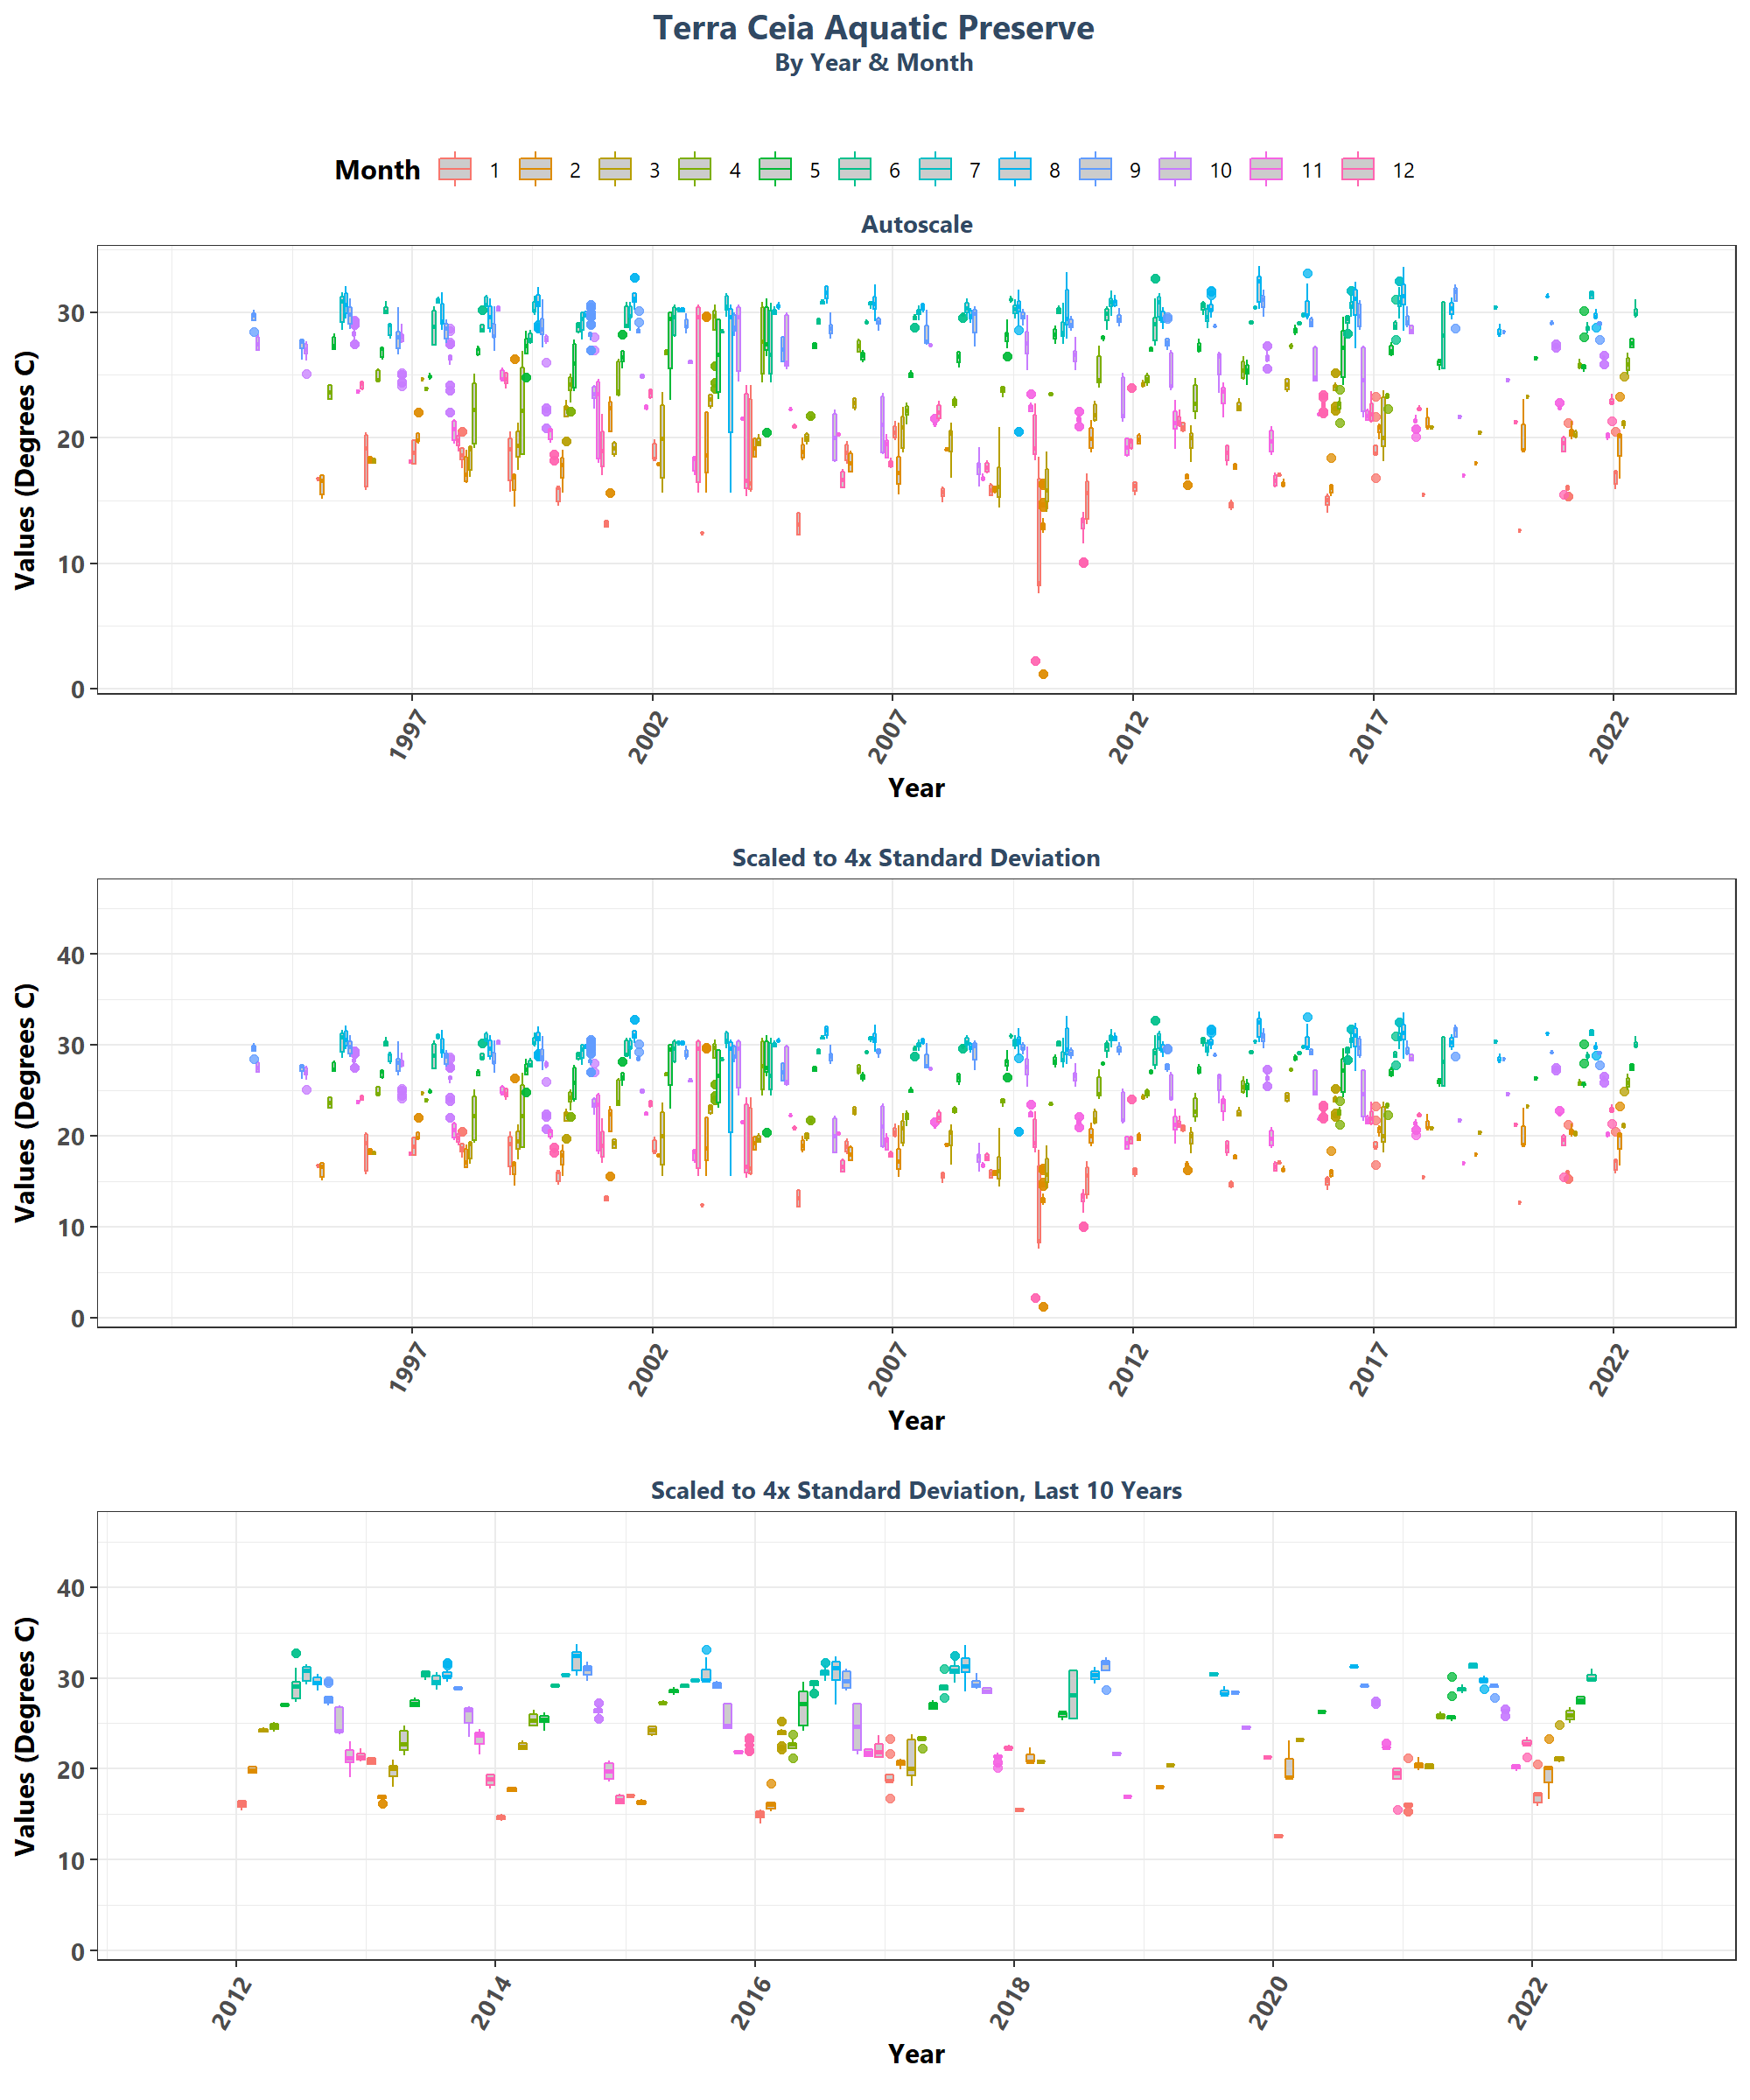 Terra Ceia Aquatic Preserve
By Year & Month
Month 1 2 3 4 5 6 7 8 9 10 11 12
Autoscale
Values (Degrees C)
30
20
10
0
1997 2002 2007 2012 2017 2022
Year
Scaled to 4x Standard Deviation
Values (Degrees C)
40
30
20
10
0
1997 2002 2007 2012 2017 2022
Year
Scaled to 4x Standard Deviation, Last 10 Years
Values (Degrees C)
40
30
20
10
0
2012 2014 2016 2018 2020 2022
Year